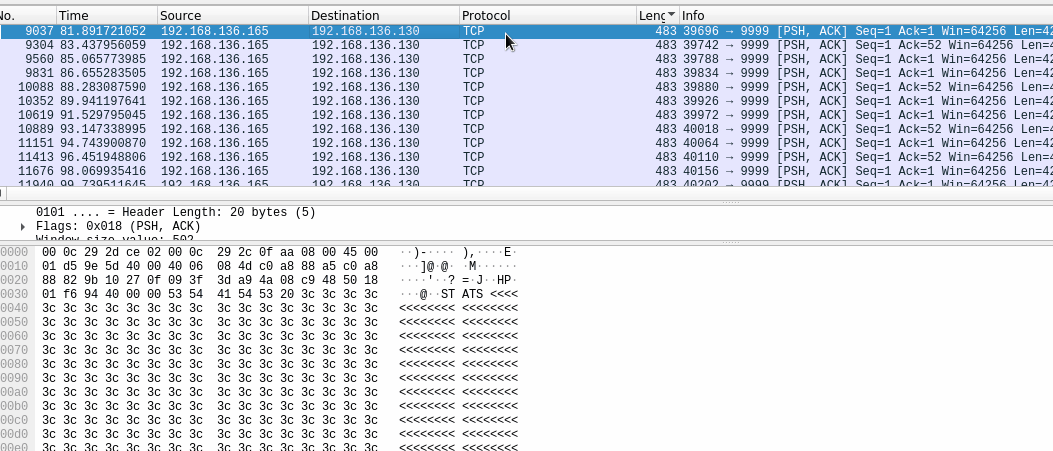 No. Time Source Destination Protocol Leng Info
9037 81.891721052 192.168.136.165 192.168.136.130 TCP 483 39696 → 9999 [PSH, ACK] Seq=1 Ack=1 Win=64256 Len=42
9304 83.437956059 192.168.136.165 192.168.136.130 TCP 483 39742 → 9999 [PSH, ACK] Seq=1 Ack=52 Win=64256 Len=42
9560 85.065773985 192.168.136.165 192.168.136.130 TCP 483 39788 → 9999 [PSH, ACK] Seq=1 Ack=1 Win=64256 Len=42
9831 86.655283505 192.168.136.165 192.168.136.130 TCP 483 39834 → 9999 [PSH, ACK] Seq=1 Ack=1 Win=64256 Len=42
10088 88.283087590 192.168.136.165 192.168.136.130 TCP 483 39880 → 9999 [PSH, ACK] Seq=1 Ack=52 Win=64256 Len=42
10352 89.941197641 192.168.136.165 192.168.136.130 TCP 483 39926 → 9999 [PSH, ACK] Seq=1 Ack=1 Win=64256 Len=42
10619 91.529795045 192.168.136.165 192.168.136.130 TCP 483 39972 → 9999 [PSH, ACK] Seq=1 Ack=1 Win=64256 Len=42
10889 93.147338995 192.168.136.165 192.168.136.130 TCP 483 40018 → 9999 [PSH, ACK] Seq=1 Ack=52 Win=64256 Len=42
11151 94.743900870 192.168.136.165 192.168.136.130 TCP 483 40064 → 9999 [PSH, ACK] Seq=1 Ack=1 Win=64256 Len=42
11413 96.451948806 192.168.136.165 192.168.136.130 TCP 483 40110 → 9999 [PSH, ACK] Seq=1 Ack=52 Win=64256 Len=42
11676 98.069935416 192.168.136.165 192.168.136.130 TCP 483 40156 → 9999 [PSH, ACK] Seq=1 Ack=1 Win=64256 Len=42
11940 99.739511645 192.168.136.165 192.168.136.130 TCP 483 40202 → 9999 [PSH, ACK] Seq=1 Ack=1 Win=64256 Len=42
0101 .... = Header Length: 20 bytes (5)
Flags: 0x018 (PSH, ACK)
Window size value: 502
0000 00 0c 29 2d ce 02 00 0c 29 2c 0f aa 08 00 45 00 ··)-···· ),····E·
0010 01 d5 9e 5d 40 00 40 06 08 4d c0 a8 88 a5 c0 a8 ···]@·@· ·M······
0020 88 82 9b 10 27 0f 09 3f 3d a9 4a 08 c9 48 50 18 ····'··? =·J··HP·
0030 01 f6 94 40 00 00 53 54 41 54 53 20 3c 3c 3c 3c ···@··ST ATS <<<<
0040 3c 3c 3c 3c 3c 3c 3c 3c 3c 3c 3c 3c 3c 3c 3c 3c <<<<<<<< <<<<<<<<
0050 3c 3c 3c 3c 3c 3c 3c 3c 3c 3c 3c 3c 3c 3c 3c 3c <<<<<<<< <<<<<<<<
0060 3c 3c 3c 3c 3c 3c 3c 3c 3c 3c 3c 3c 3c 3c 3c 3c <<<<<<<< <<<<<<<<
0070 3c 3c 3c 3c 3c 3c 3c 3c 3c 3c 3c 3c 3c 3c 3c 3c <<<<<<<< <<<<<<<<
0080 3c 3c 3c 3c 3c 3c 3c 3c 3c 3c 3c 3c 3c 3c 3c 3c <<<<<<<< <<<<<<<<
0090 3c 3c 3c 3c 3c 3c 3c 3c 3c 3c 3c 3c 3c 3c 3c 3c <<<<<<<< <<<<<<<<
00a0 3c 3c 3c 3c 3c 3c 3c 3c 3c 3c 3c 3c 3c 3c 3c 3c <<<<<<<< <<<<<<<<
00b0 3c 3c 3c 3c 3c 3c 3c 3c 3c 3c 3c 3c 3c 3c 3c 3c <<<<<<<< <<<<<<<<
00c0 3c 3c 3c 3c 3c 3c 3c 3c 3c 3c 3c 3c 3c 3c 3c 3c <<<<<<<< <<<<<<<<
00d0 3c 3c 3c 3c 3c 3c 3c 3c 3c 3c 3c 3c 3c 3c 3c 3c <<<<<<<< <<<<<<<<
00e0 3c 3c 3c 3c 3c 3c 3c 3c 3c 3c 3c 3c 3c 3c 3c 3c <<<<<<<< <<<<<<<<